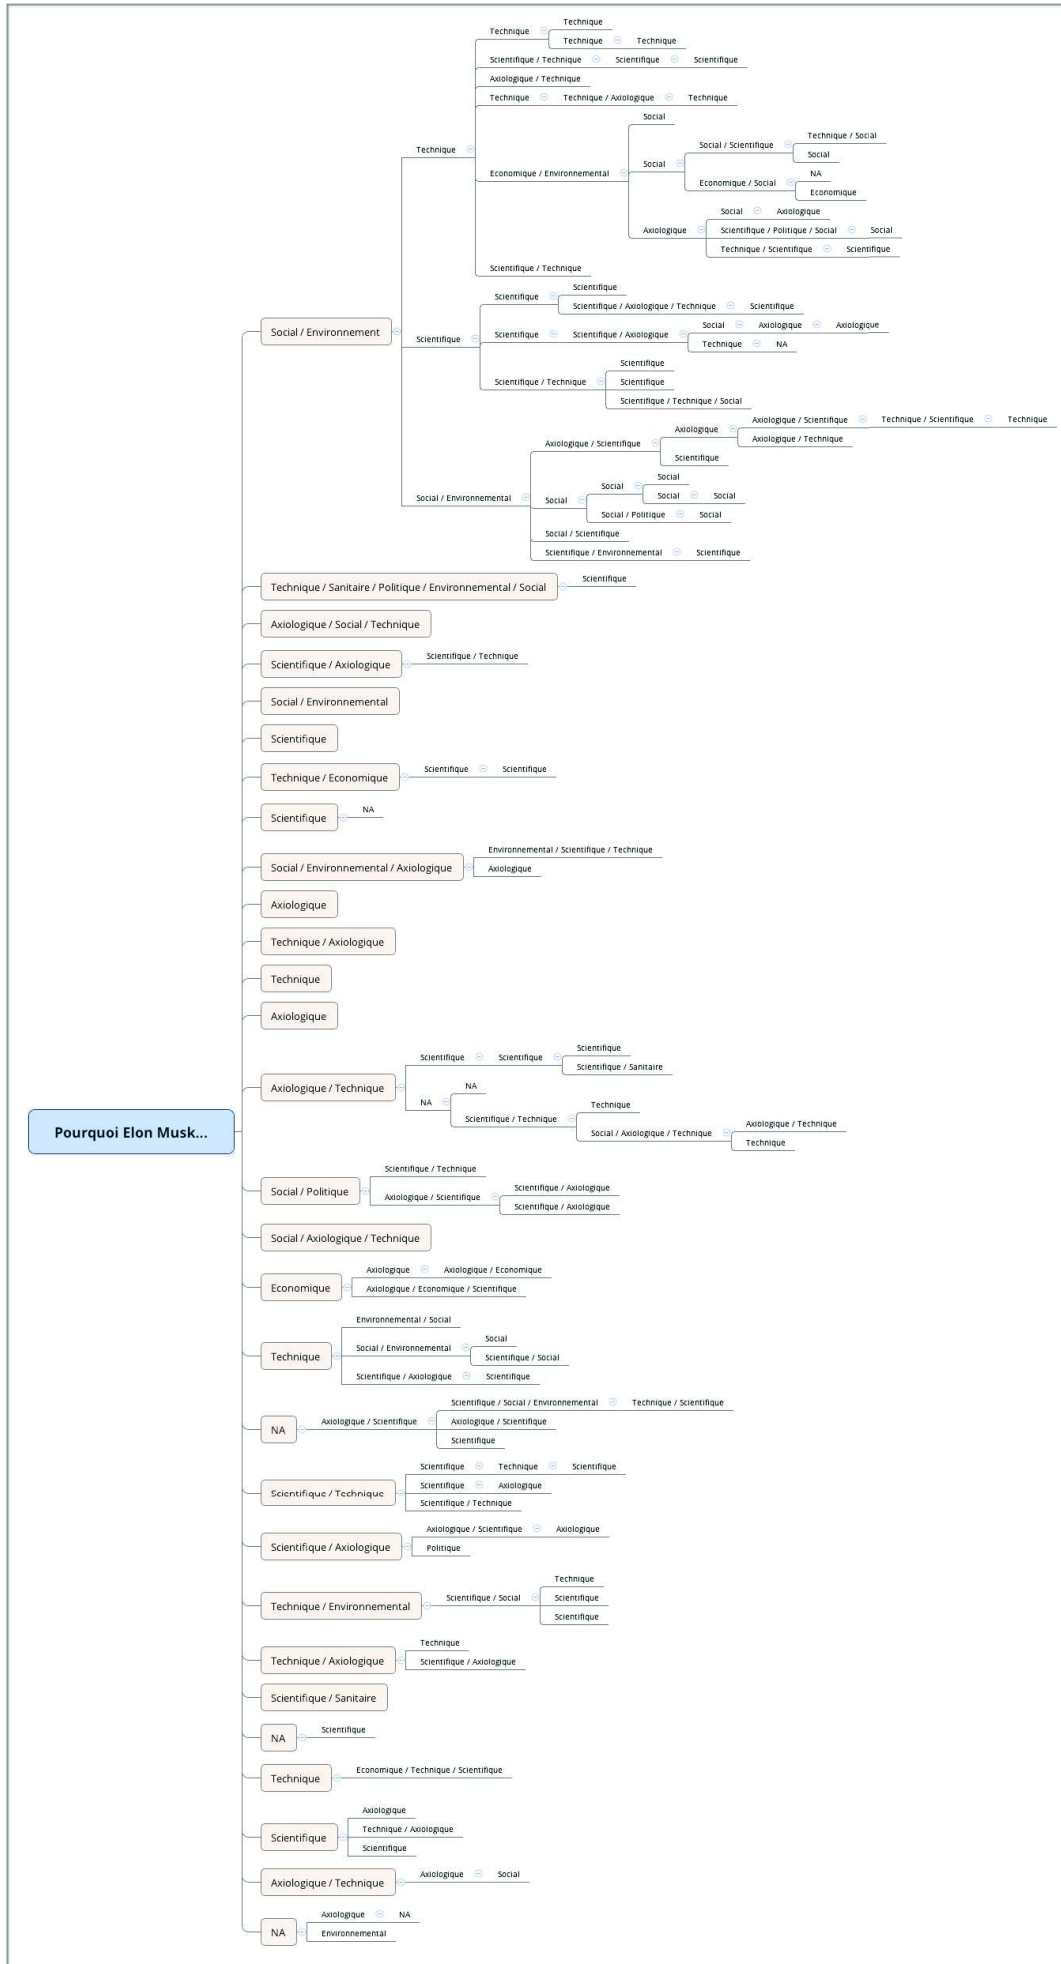 Technique
Technique
Technique
Technique
Scientifique / Technique
Scientifique
Scientifique
Axiologique / Technique
Technique
Technique / Axiologique
Technique
Social
Technique / Social
Social / Scientifique
Social
Technique
Social
Economique / Environnemental
NA
Economique / Social
Economique
Social
Axiologique
Axiologique
Scientifique / Politique / Social
Social
Technique / Scientifique
Scientifique
Scientifique / Technique
Scientifique
Scientifique
Scientifique / Axiologique / Technique
Scientifique
Social / Environnement
Scientifique
Scientifique
Scientifique / Axiologique
Social
Axiologique
Axiologique
Technique
NA
Scientifique
Scientifique / Technique
Scientifique
Scientifique / Technique / Social
Axiologique / Scientifique
Technique / Scientifique
Technique
Axiologique
Axiologique / Technique
Axiologique / Scientifique
Scientifique
Social
Social
Social / Environnemental
Social
Social
Social
Social / Politique
Social
Social / Scientifique
Scientifique / Environnemental
Scientifique
Technique / Sanitaire / Politique / Environnemental / Social
Scientifique
Axiologique / Social / Technique
Scientifique / Axiologique
Scientifique / Technique
Social / Environnemental
Scientifique
Technique / Economique
Scientifique
Scientifique
Scientifique
NA
Social / Environnemental / Axiologique
Environnemental / Scientifique / Technique
Axiologique
Axiologique
Technique / Axiologique
Technique
Axiologique
Axiologique / Technique
Scientifique
Scientifique
Scientifique
Scientifique / Sanitaire
NA
NA
Scientifique / Technique
Technique
Social / Axiologique / Technique
Axiologique / Technique
Technique
Pourquoi Elon Musk...
Social / Politique
Scientifique / Technique
Axiologique / Scientifique
Scientifique / Axiologique
Scientifique / Axiologique
Social / Axiologique / Technique
Economique
Axiologique
Axiologique / Economique
Axiologique / Economique / Scientifique
Technique
Environnemental / Social
Social / Environnemental
Social
Scientifique / Social
Scientifique / Axiologique
Scientifique
NA
Axiologique / Scientifique
Scientifique / Social / Environnemental
Technique / Scientifique
Axiologique / Scientifique
Scientifique
Scientifique / Technique
Scientifique
Technique
Scientifique
Scientifique
Axiologique
Scientifique / Technique
Scientifique / Axiologique
Axiologique / Scientifique
Axiologique
Politique
Technique / Environnemental
Scientifique / Social
Technique
Scientifique
Scientifique
Technique / Axiologique
Technique
Scientifique / Axiologique
Scientifique / Sanitaire
NA
Scientifique
Technique
Economique / Technique / Scientifique
Scientifique
Axiologique
Technique / Axiologique
Scientifique
Axiologique / Technique
Axiologique
Social
NA
Axiologique
NA
Environnemental